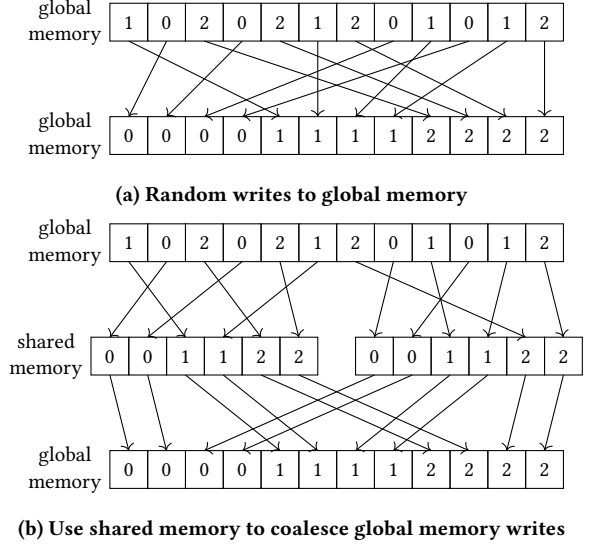 global
memory
1 0 2 0 2 1 2 0 1 0 1 2
global
memory
0 0 0 0 1 1 1 1 2 2 2 2
(a) Random writes to global memory
global
memory
1 0 2 0 2 1 2 0 1 0 1 2
shared
memory
0 0 1 1 2 2 0 0 1 1 2 2
global
memory
0 0 0 0 1 1 1 1 2 2 2 2
(b) Use shared memory to coalesce global memory writes